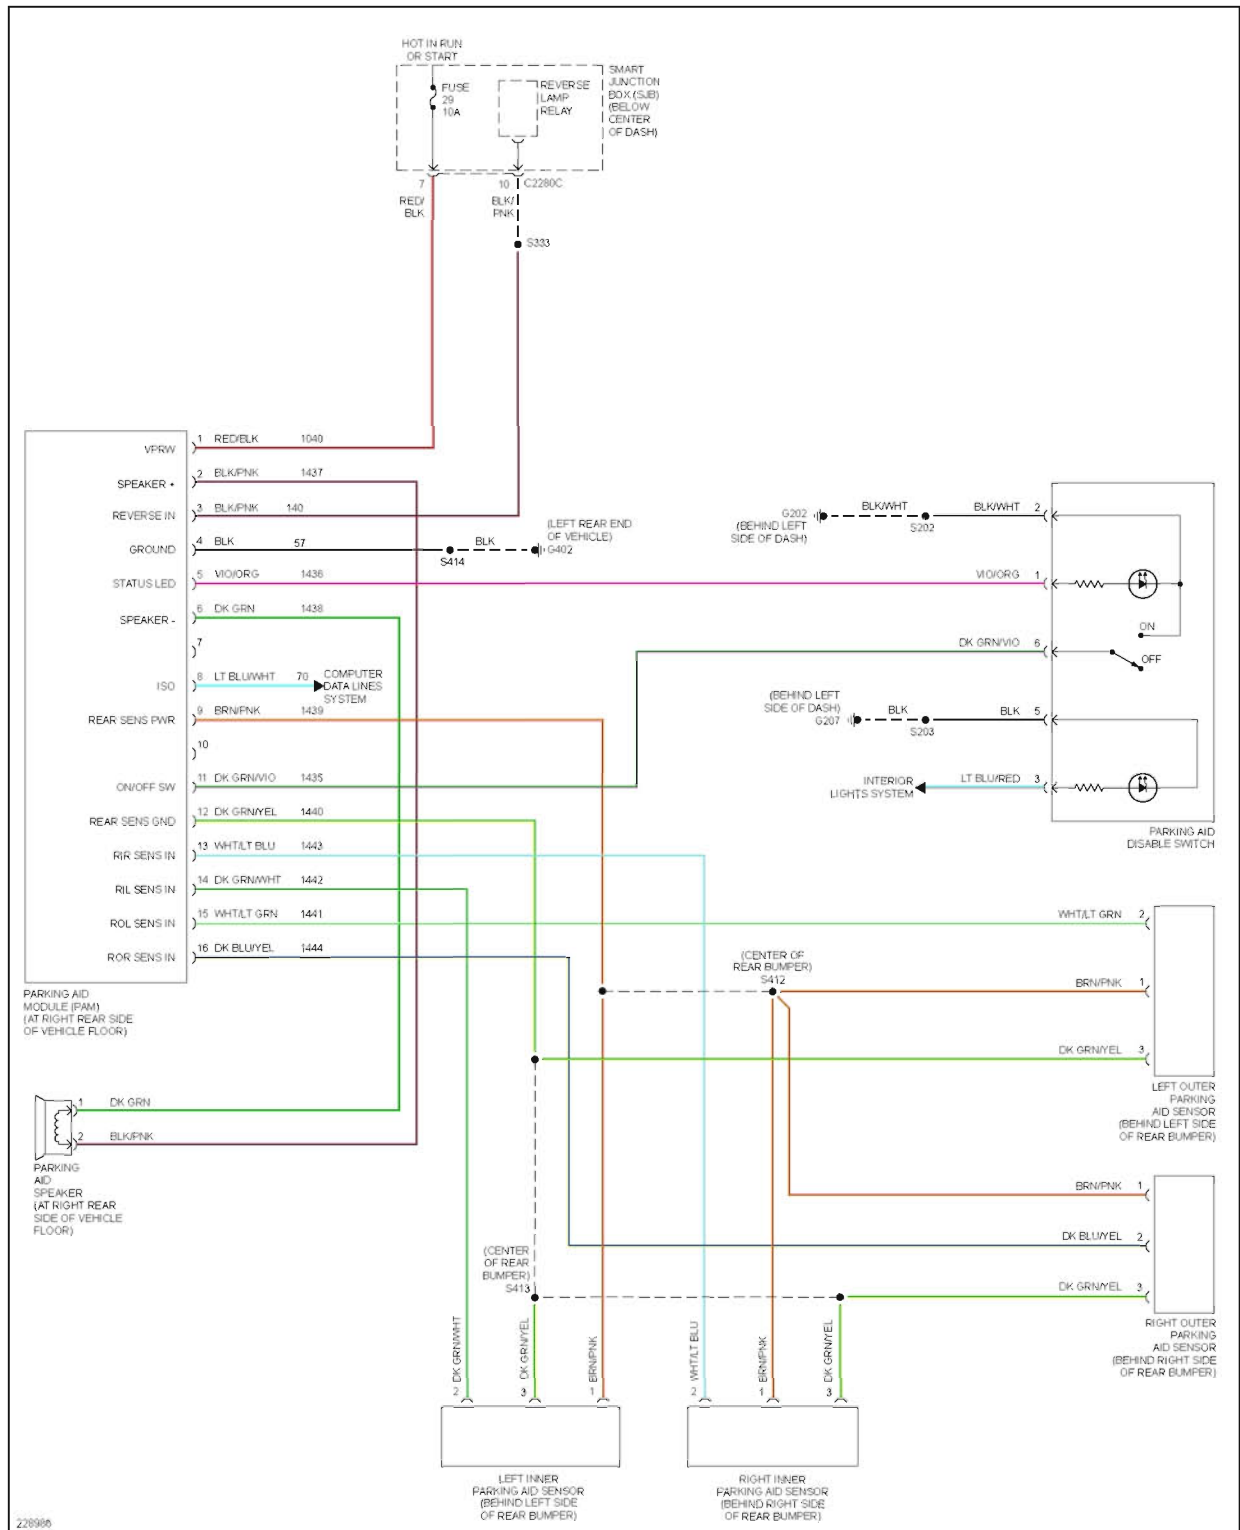 HOT IN RUN
OR START
FUSE
29
10A
REVERSE
LAMP
RELAY
SMART
JUNCTION
BOX (SJB)
(BELOW
CENTER
OF DASH)
7
10
C2280C
RED/
BLK
BLK/
PNK
S333
VPRW
1 RED/BLK 1040
SPEAKER +
2 BLK/PNK 1437
REVERSE IN
3 BLK/PNK 140
GROUND
4 BLK 57
S414
BLK
(LEFT REAR END
OF VEHICLE)
G402
STATUS LED
5 VIO/ORG 1436
SPEAKER -
6 DK GRN 1438
7
ISO
8 LT BLU/WHT 70
COMPUTER
DATA LINES
SYSTEM
REAR SENS PWR
9 BRN/PNK 1439
10
ON/OFF SW
11 DK GRN/VIO 1435
REAR SENS GND
12 DK GRN/YEL 1440
RIR SENS IN
13 WHT/LT BLU 1443
RIL SENS IN
14 DK GRN/WHT 1442
ROL SENS IN
15 WHT/LT GRN 1441
ROR SENS IN
16 DK BLU/YEL 1444
PARKING AID
MODULE (PAM)
(AT RIGHT REAR SIDE
OF VEHICLE FLOOR)
G202
(BEHIND LEFT
SIDE OF DASH)
BLK/WHT
S202
BLK/WHT 2
VIO/ORG 1
DK GRN/VIO 6
ON
OFF
(BEHIND LEFT
SIDE OF DASH)
G207
BLK
S203
BLK 5
INTERIOR
LIGHTS SYSTEM
LT BLU/RED 3
PARKING AID
DISABLE SWITCH
WHT/LT GRN 2
(CENTER OF
REAR BUMPER)
S412
BRN/PNK 1
DK GRN/YEL 3
LEFT OUTER
PARKING
AID SENSOR
(BEHIND LEFT SIDE
OF REAR BUMPER)
1 DK GRN
2 BLK/PNK
PARKING
AID
SPEAKER
(AT RIGHT REAR
SIDE OF VEHICLE
FLOOR)
BRN/PNK 1
DK BLU/YEL 2
DK GRN/YEL 3
RIGHT OUTER
PARKING
AID SENSOR
(BEHIND RIGHT SIDE
OF REAR BUMPER)
(CENTER
OF REAR
BUMPER)
S413
2 DK GRN/WHT
3 DK GRN/YEL
1 BRN/PNK
2 WHT/LT BLU
1 BRN/PNK
3 DK GRN/YEL
LEFT INNER
PARKING AID SENSOR
(BEHIND LEFT SIDE
OF REAR BUMPER)
RIGHT INNER
PARKING AID SENSOR
(BEHIND RIGHT SIDE
OF REAR BUMPER)
228986